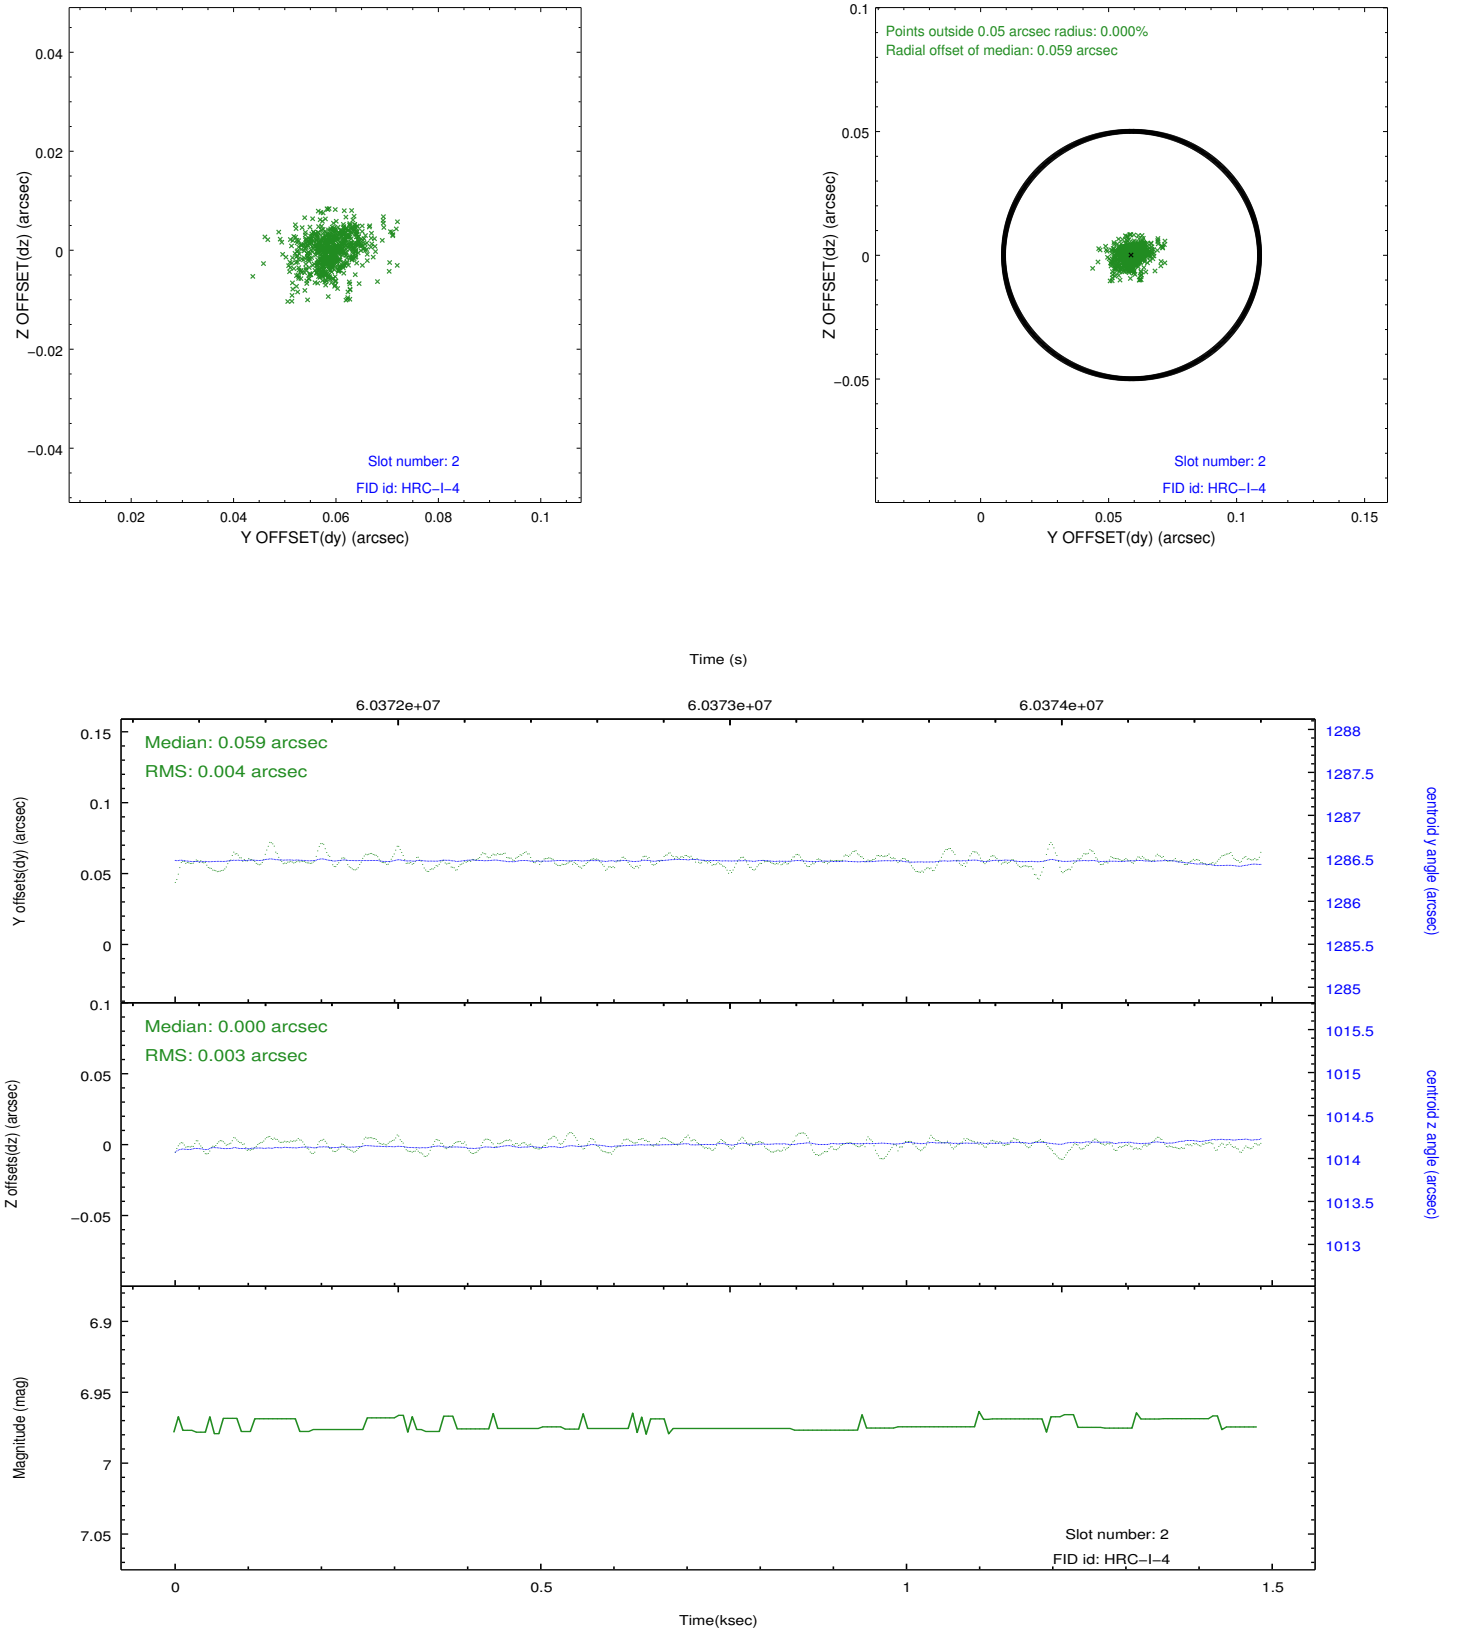 0.04
0.02
0
−0.02
−0.04
Z OFFSET(dz) (arcsec)
Slot number: 2
FID id: HRC−I−4
0.02
0.04
0.06
0.08
0.1
Y OFFSET(dy) (arcsec)
0.1
0.05
0
−0.05
Z OFFSET(dz) (arcsec)
Points outside 0.05 arcsec radius: 0.000%
Radial offset of median: 0.059 arcsec
Slot number: 2
FID id: HRC−I−4
0
0.05
0.1
0.15
Y OFFSET(dy) (arcsec)
Time (s)
6.0372e+07
6.0373e+07
6.0374e+07
0.15
0.1
0.05
0
Y offsets(dy) (arcsec)
Median: 0.059 arcsec
RMS: 0.004 arcsec
1288
1287.5
1287
1286.5
1286
1285.5
1285
centroid y angle (arcsec)
0.1
0.05
0
−0.05
Z offsets(dz) (arcsec)
Median: 0.000 arcsec
RMS: 0.003 arcsec
1015.5
1015
1014.5
1014
1013.5
1013
centroid z angle (arcsec)
6.9
6.95
7
7.05
Magnitude (mag)
Slot number: 2
FID id: HRC−I−4
0
0.5
1
1.5
Time(ksec)